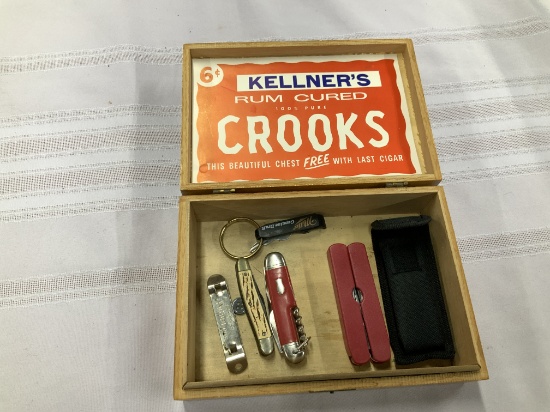 6¢
KELLNER'S
RUM CURED
100% PURE
CROOKS
THIS BEAUTIFUL CHEST FREE WITH LAST CIGAR